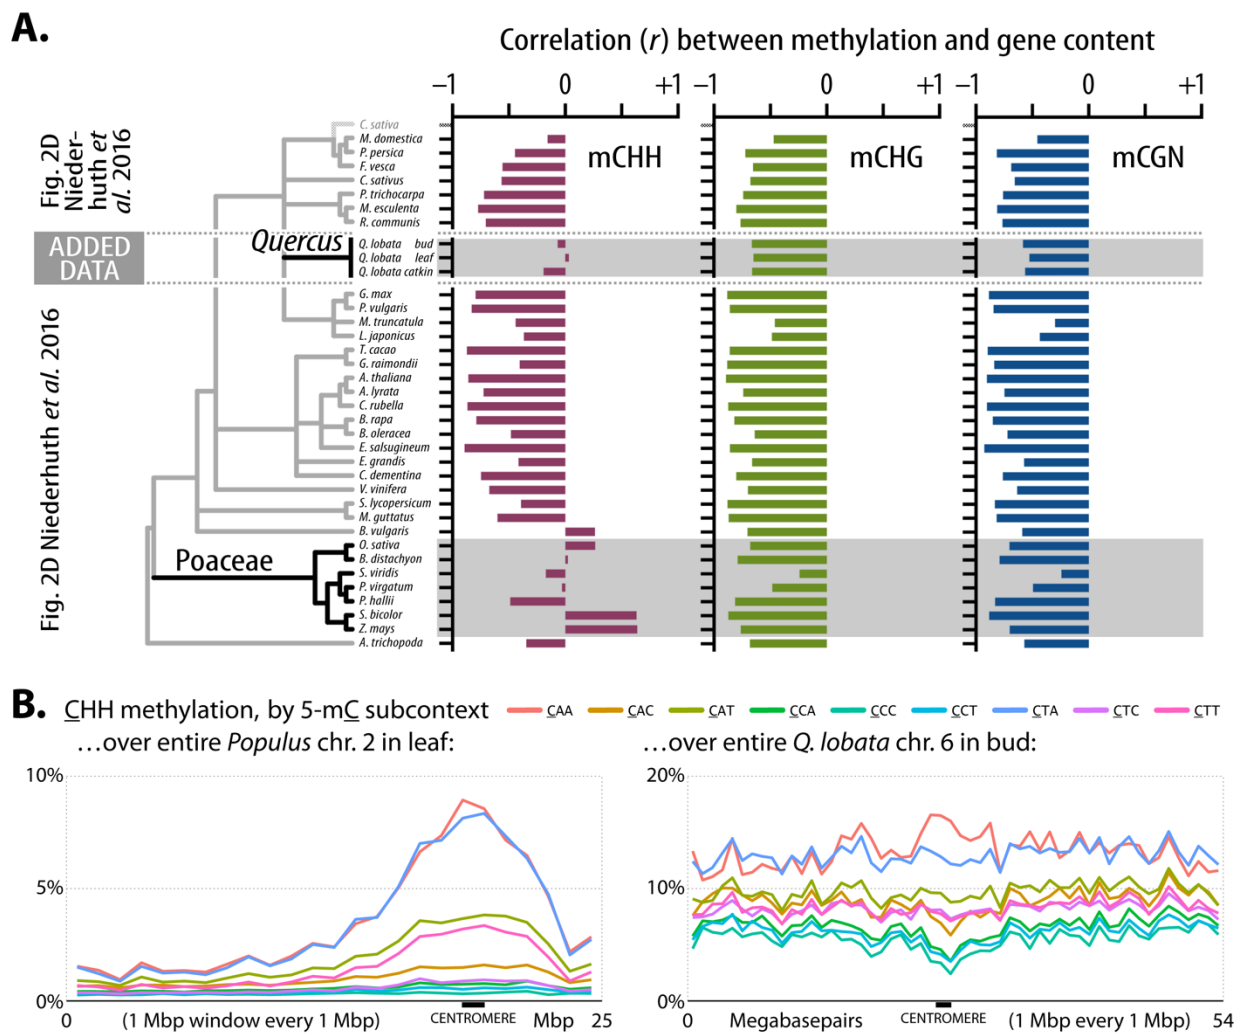 A.
Correlation (r) between methylation and gene content
−1 0 +1 −1 0 +1 −1 0 +1
mCHH mCHG mCGN
Fig. 2D
Nieder-
huth et
al. 2016
C. sativa
M. domestica
P. persica
F. vesca
C. sativus
P. trichocarpa
M. esculenta
R. communis
ADDED
DATA
Quercus
Q. lobata bud
Q. lobata leaf
Q. lobata catkin
Fig. 2D Niederhuth et al. 2016
G. max
P. vulgaris
M. truncatula
L. japonicus
T. cacao
G. raimondii
A. thaliana
A. lyrata
C. rubella
B. rapa
B. oleracea
E. salsugineum
E. grandis
C. dementina
V. vinifera
S. lycopersicum
M. guttatus
B. vulgaris
Poaceae
O. sativa
B. distachyon
S. viridis
P. virgatum
P. hallii
S. bicolor
Z. mays
A. trichopoda
B. CHH methylation, by 5-mC subcontext
CAA CAC CAT CCA CCC CCT CTA CTC CTT
...over entire Populus chr. 2 in leaf:
10%
5%
0%
0 (1 Mbp window every 1 Mbp) CENTROMERE Mbp 25
...over entire Q. lobata chr. 6 in bud:
20%
10%
0%
0 Megabasepairs CENTROMERE (1 Mbp every 1 Mbp) 54